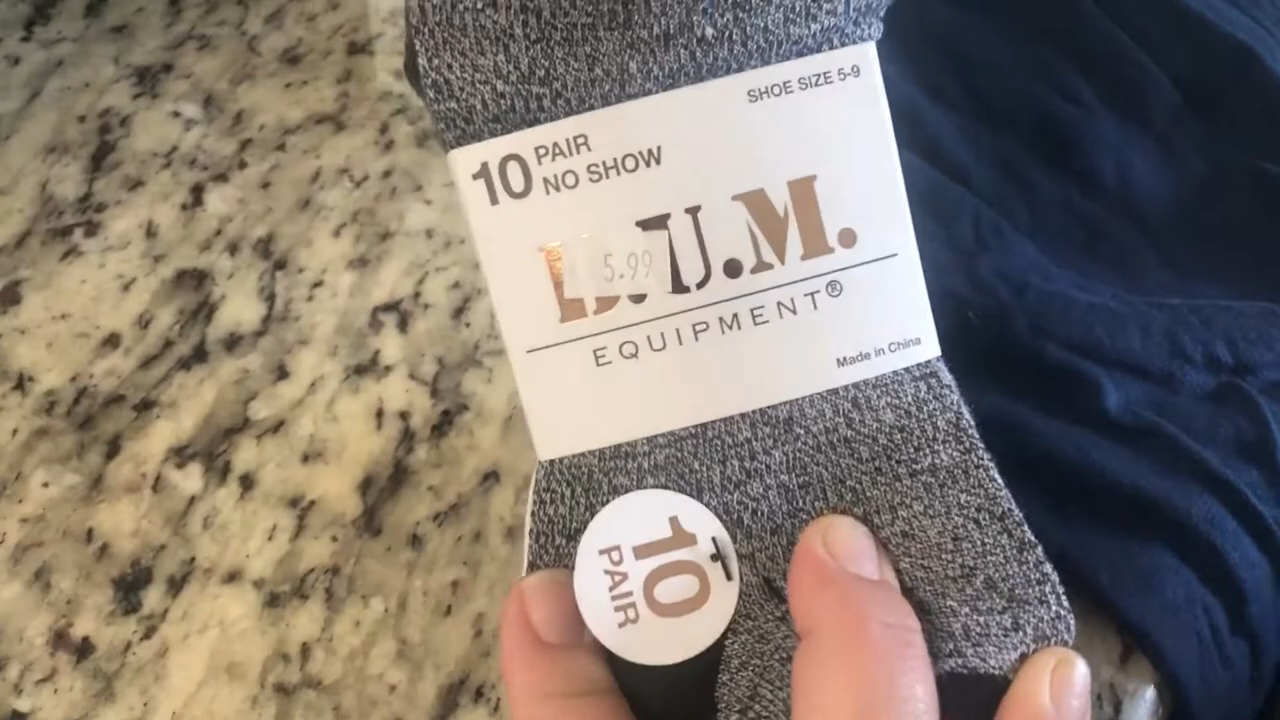 SHOE SIZE 5-9
10 PAIR
NO SHOW
B.U.M.
5.99
EQUIPMENT®
Made in China
10
PAIR